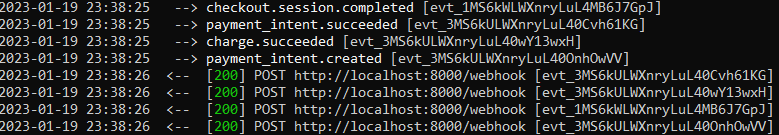 2023-01-19 23:38:25   --> checkout.session.completed [evt_1MS6kWLWXnryLuL4MB6J7GpJ]
2023-01-19 23:38:25   --> payment_intent.succeeded [evt_3MS6kULWXnryLuL40Cvh61KG]
2023-01-19 23:38:25   --> charge.succeeded [evt_3MS6kULWXnryLuL40wY13wxH]
2023-01-19 23:38:25   --> payment_intent.created [evt_3MS6kULWXnryLuL40OnhOwVV]
2023-01-19 23:38:26  <--  [200] POST http://localhost:8000/webhook [evt_3MS6kULWXnryLuL40Cvh61KG]
2023-01-19 23:38:26  <--  [200] POST http://localhost:8000/webhook [evt_3MS6kULWXnryLuL40wY13wxH]
2023-01-19 23:38:26  <--  [200] POST http://localhost:8000/webhook [evt_1MS6kWLWXnryLuL4MB6J7GpJ]
2023-01-19 23:38:26  <--  [200] POST http://localhost:8000/webhook [evt_3MS6kULWXnryLuL40OnhOwVV]